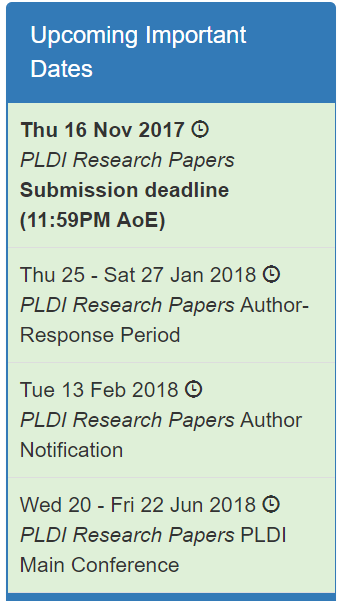 Upcoming Important
Dates
Thu 16 Nov 2017
PLDI Research Papers
Submission deadline
(11:59PM AoE)
Thu 25 - Sat 27 Jan 2018
PLDI Research Papers Author-
Response Period
Tue 13 Feb 2018
PLDI Research Papers Author
Notification
Wed 20 - Fri 22 Jun 2018
PLDI Research Papers PLDI
Main Conference